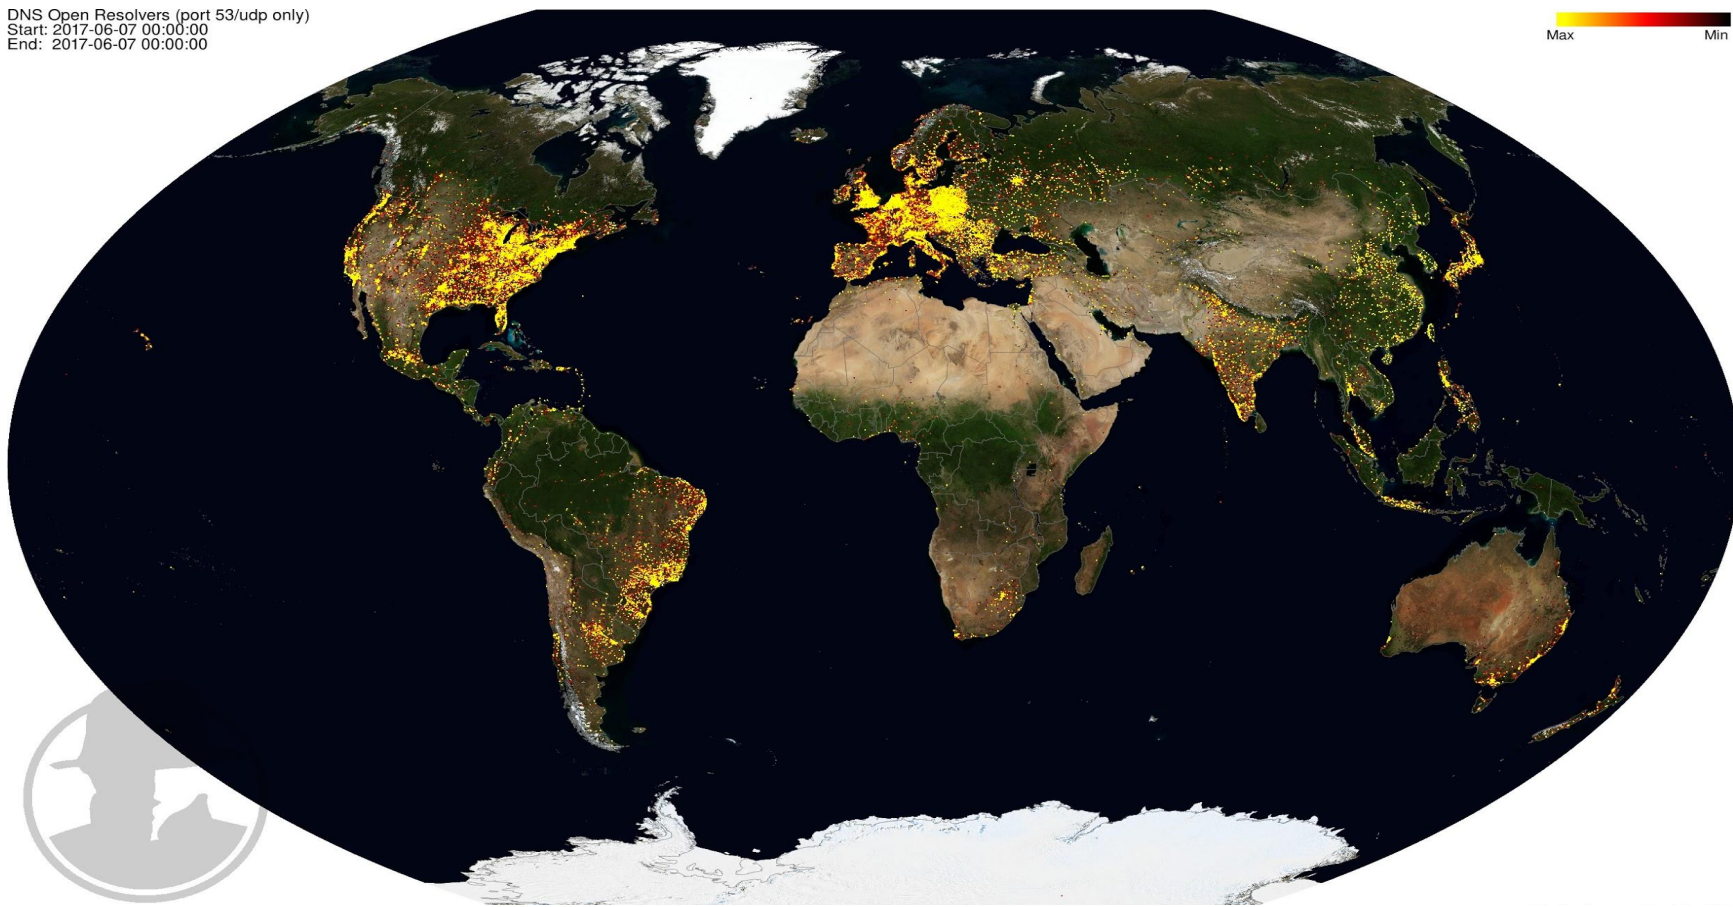 DNS Open Resolvers (port 53/udp only)
Start: 2017-06-07 00:00:00
End: 2017-06-07 00:00:00
Max Min